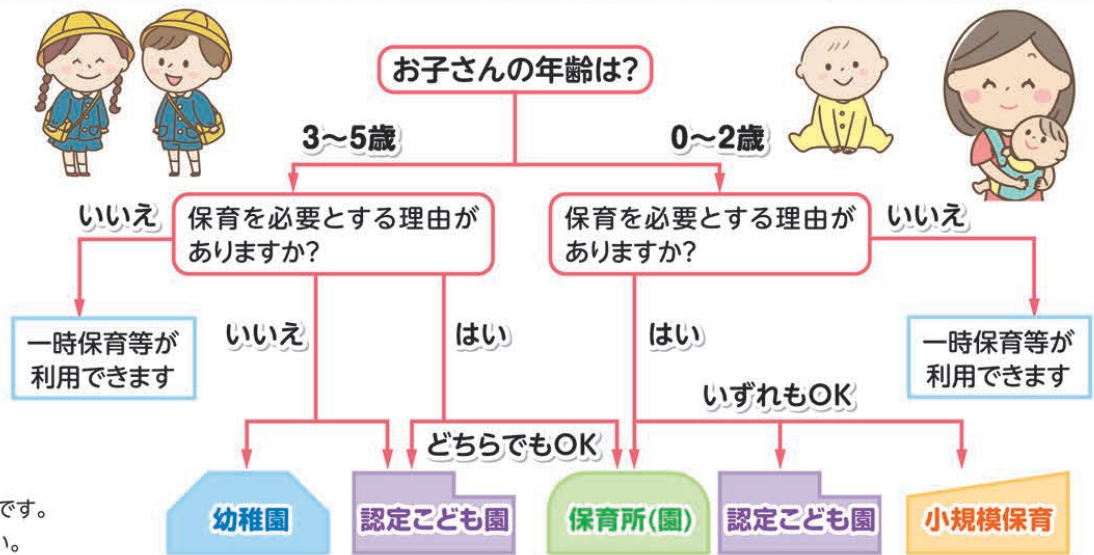 お子さんの年齢は?
3〜5歳
0〜2歳
いいえ
保育を必要とする理由が
ありますか?
保育を必要とする理由が
ありますか?
いいえ
一時保育等が
利用できます
いいえ
はい
はい
一時保育等が
利用できます
いずれもOK
どちらでもOK
幼稚園
認定こども園
保育所(園)
認定こども園
小規模保育
です。
い。